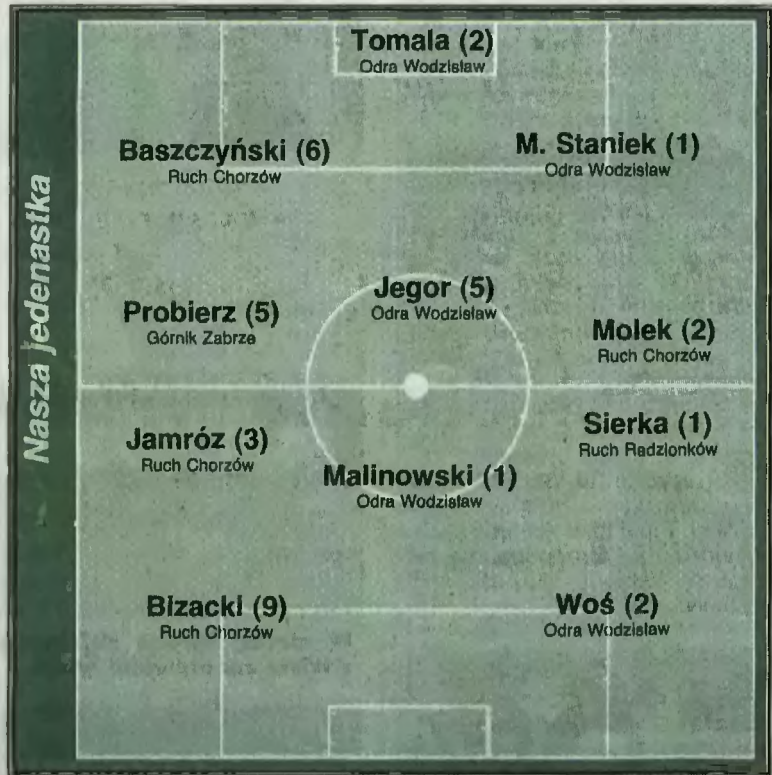 Nasza jedenastka
Tomala (2)
Odra Wodzisław
Baszczyński (6)
Ruch Chorzów
M. Staniek (1)
Odra Wodzisław
Jegor (5)
Odra Wodzisław
Probierz (5)
Górnik Zabrze
Molek (2)
Ruch Chorzów
Jamróz (3)
Ruch Chorzów
Sierka (1)
Ruch Radzionków
Malinowski (1)
Odra Wodzisław
Bizacki (9)
Ruch Chorzów
Woś (2)
Odra Wodzisław